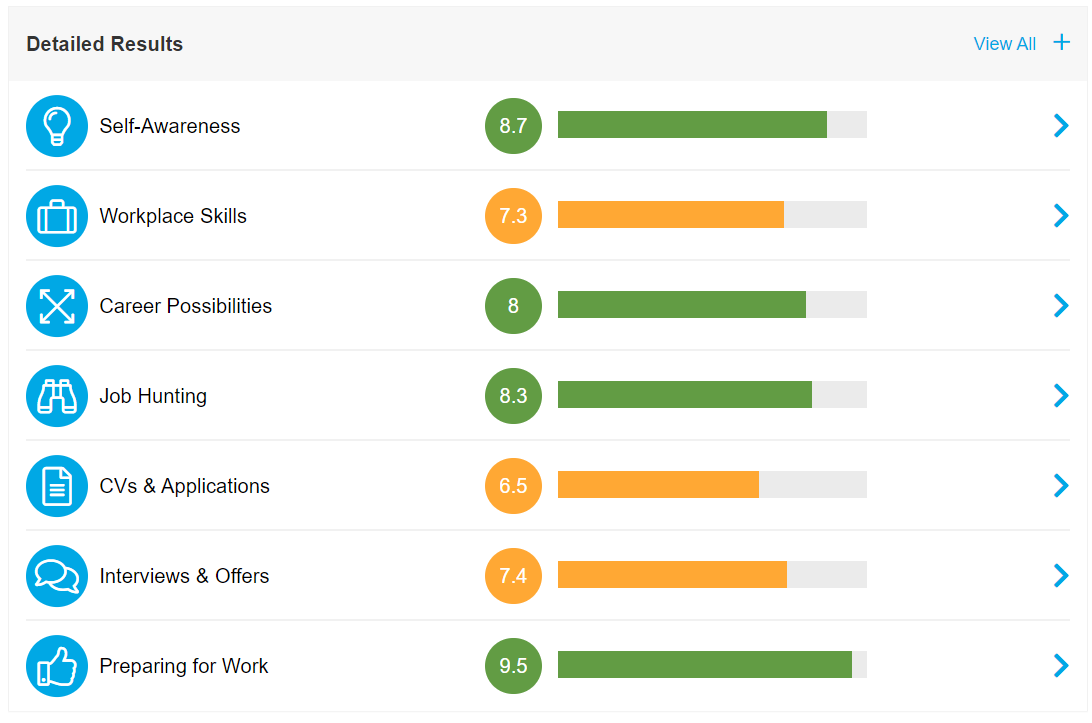 Detailed Results
View All +
Self-Awareness 8.7
Workplace Skills 7.3
Career Possibilities 8
Job Hunting 8.3
CVs & Applications 6.5
Interviews & Offers 7.4
Preparing for Work 9.5